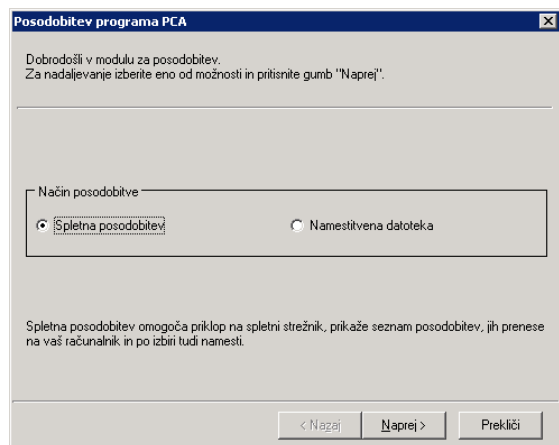 Posodobitev programa PCA
Dobrodošli v modulu za posodobitev.
Za nadaljevanje izberite eno od možnosti in pritisnite gumb "Naprej".
Način posodobitve
Spletna posodobitev
Namestitvena datoteka
Spletna posodobitev omogoča priklop na spletni strežnik, prikaže seznam posodobitev, jih prenese
na vaš računalnik in po izbiri tudi namesti.
< Nazaj
Naprej >
Prekliči